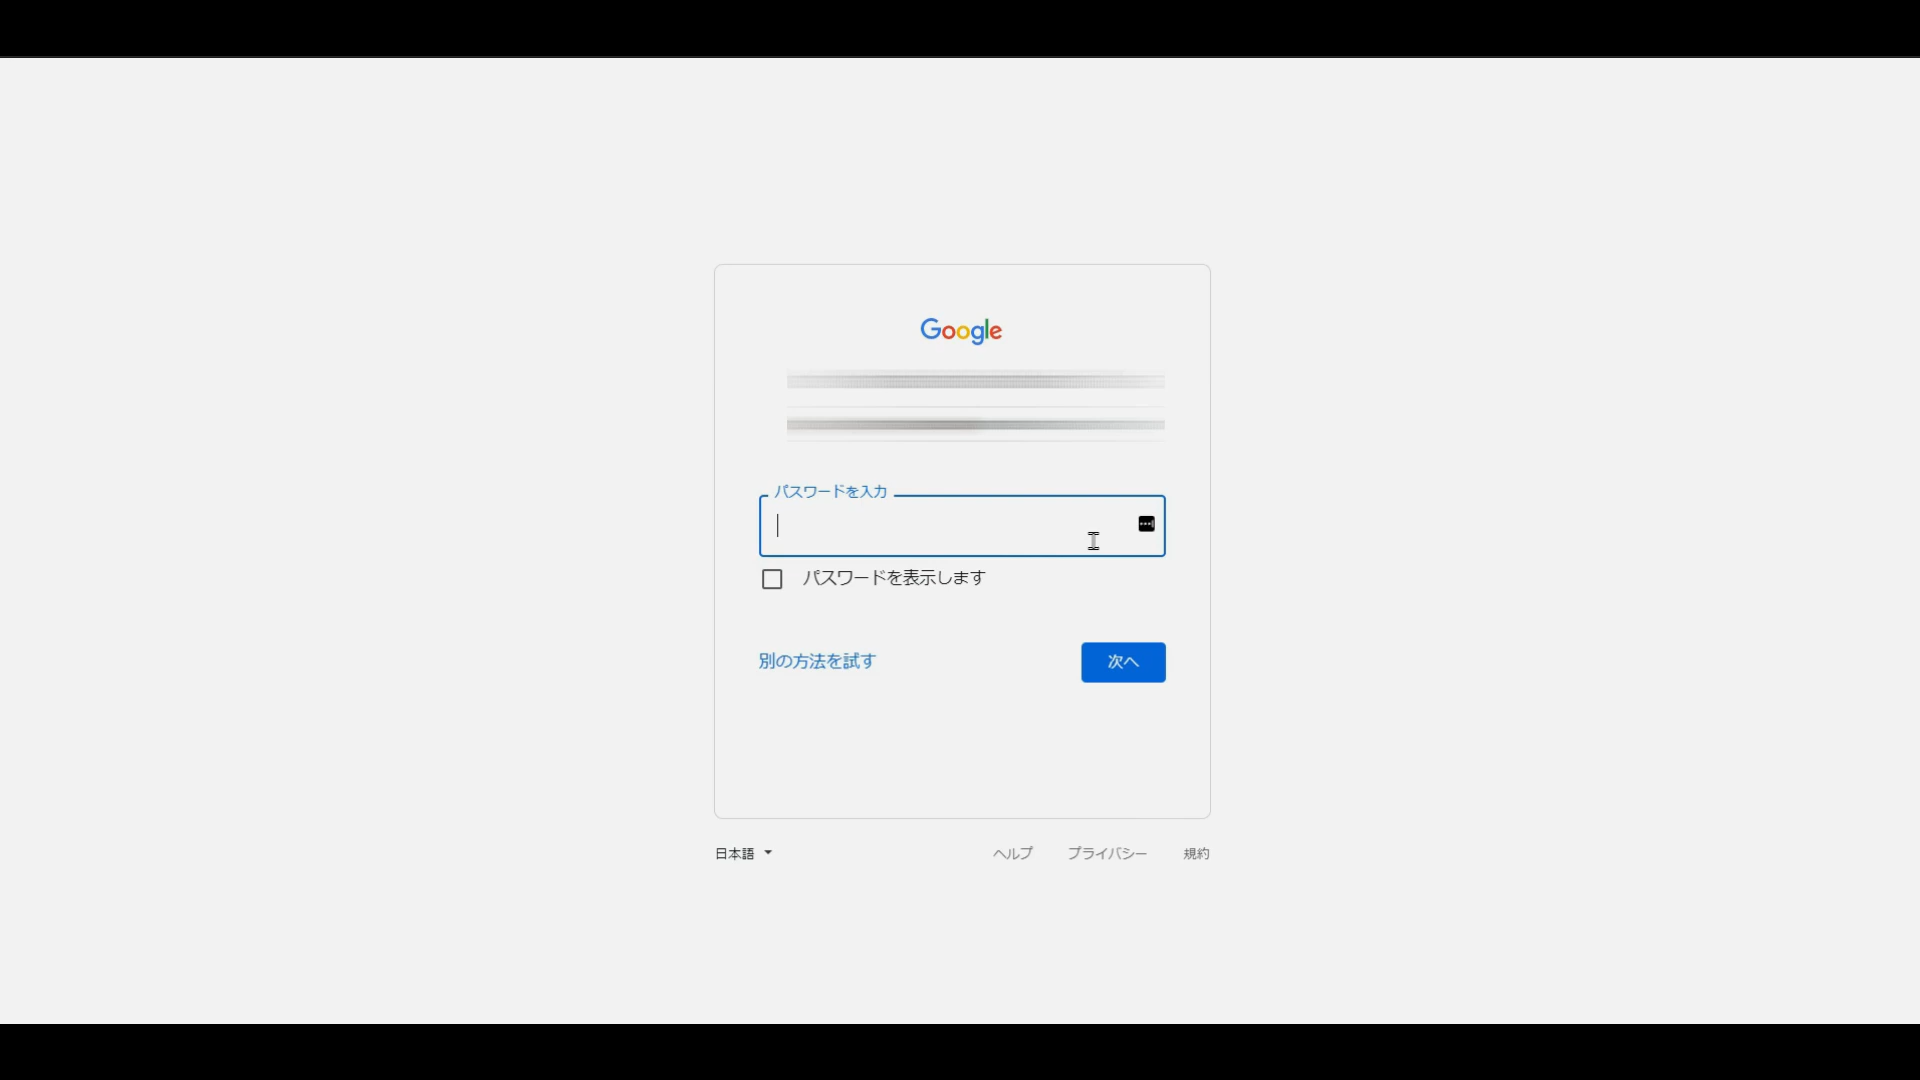 Google
パスワードを入力
パスワードを表示します
別の方法を試す
次へ
日本語
ヘルプ
プライバシー
規約